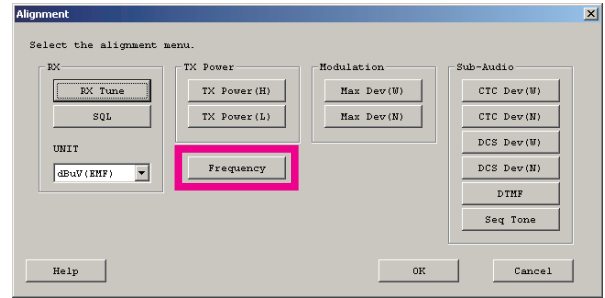 Alignment
Select the alignment menu.
RX
RX Tune
SQL
UNIT
dBuV(EMF)
TX Power
TX Power(H)
TX Power(L)
Frequency
Modulation
Max Dev(W)
Max Dev(N)
Sub-Audio
CTC Dev(W)
CTC Dev(N)
DCS Dev(W)
DCS Dev(N)
DTMF
Seq Tone
Help
OK
Cancel